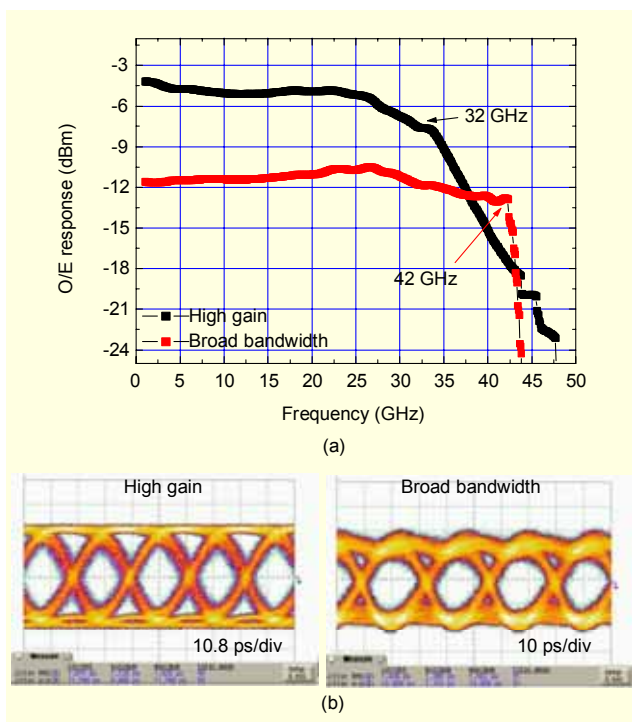 -3
-6
-9
-12
-18
-21
-24
O/E response (dBm)
32 GHz
42 GHz
High gain
Broad bandwidth
0 5 10 15 20 25 30 35 40 45 50
Frequency (GHz)
(a)
High gain
10.8 ps/div
Broad bandwidth
10 ps/div
(b)